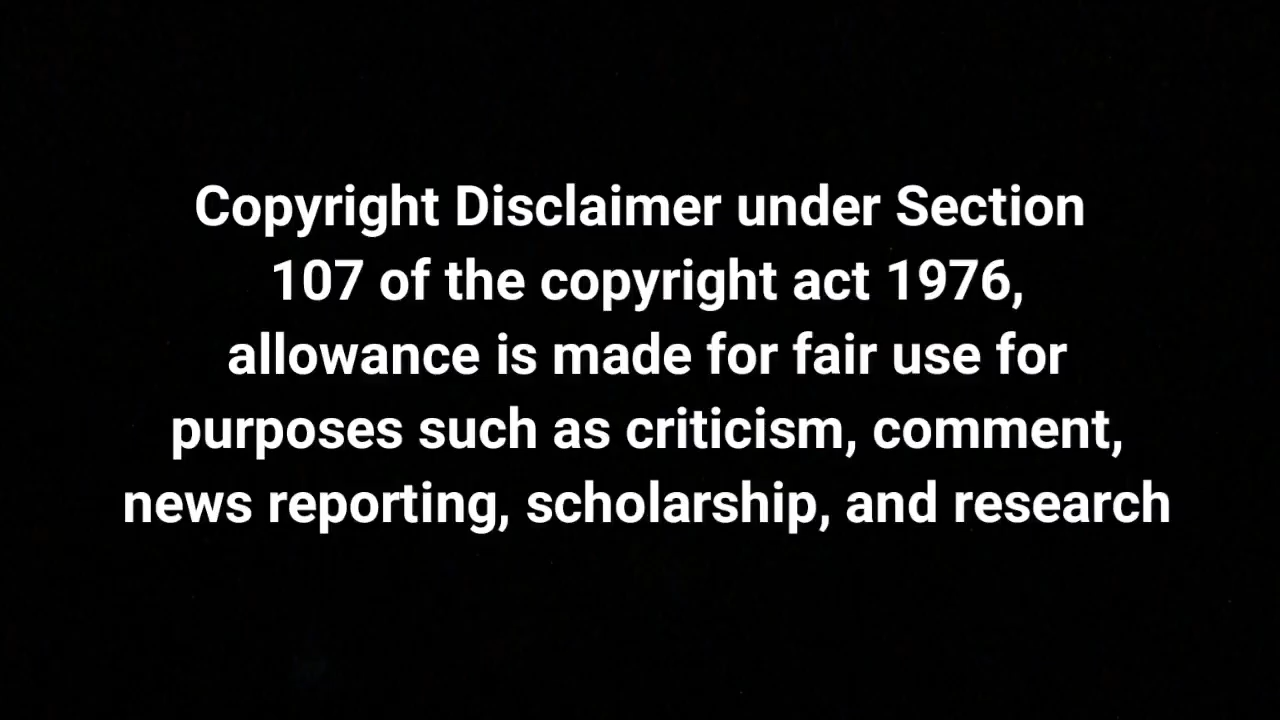 Copyright Disclaimer under Section
107 of the copyright act 1976,
allowance is made for fair use for
purposes such as criticism, comment,
news reporting, scholarship, and research